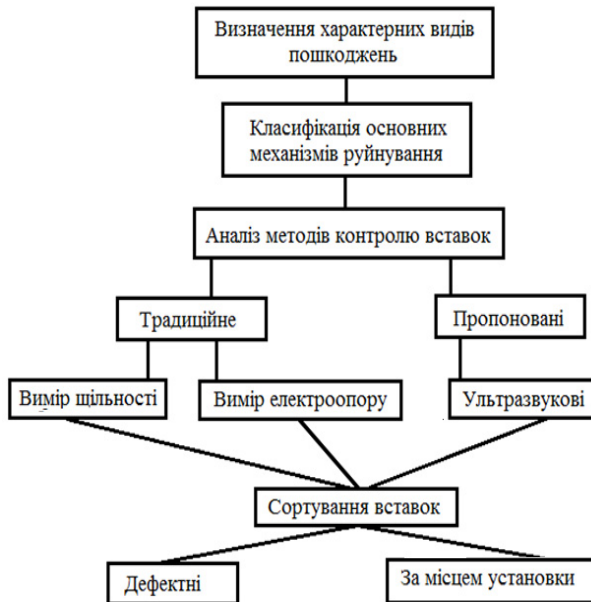 Визначення характерних видів
пошкоджень
Класифікація основних
механізмів руйнування
Аналіз методів контролю вставок
Традиційне
Пропоновані
Вимір щільності
Вимір електроопору
Ультразвукові
Сортування вставок
Дефектні
За місцем установки